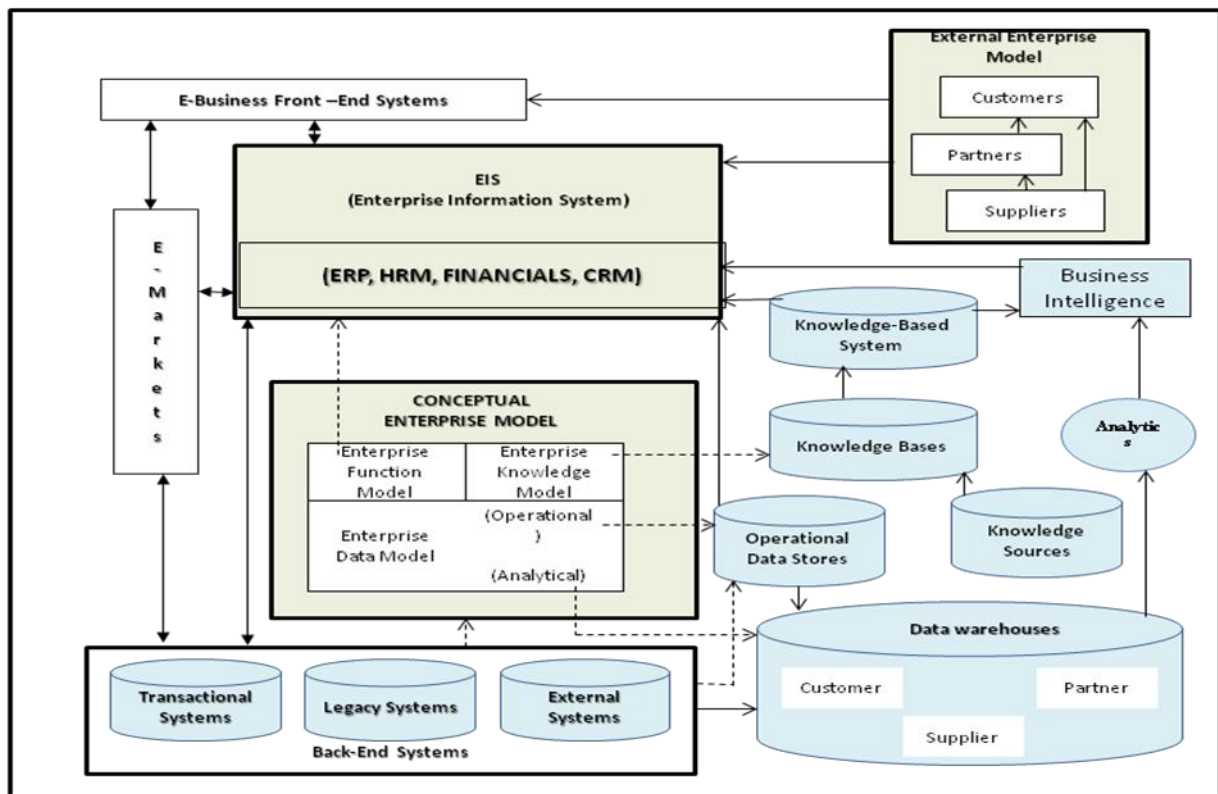 External Enterprise
Model
Customers
Partners
Suppliers
E-Business Front –End Systems
EIS
(Enterprise Information System)
(ERP, HRM, FINANCIALS, CRM)
E
-
M
a
r
k
e
t
s
Business
Intelligence
Knowledge-Based
System
Knowledge Bases
Analytic
s
Knowledge
Sources
CONCEPTUAL
ENTERPRISE MODEL
Enterprise
Function
Model
Enterprise
Knowledge
Model
Enterprise
Data Model
(Operational
)
(Analytical)
Operational
Data Stores
Data warehouses
Customer
Partner
Supplier
Transactional
Systems
Legacy Systems
External
Systems
Back-End Systems